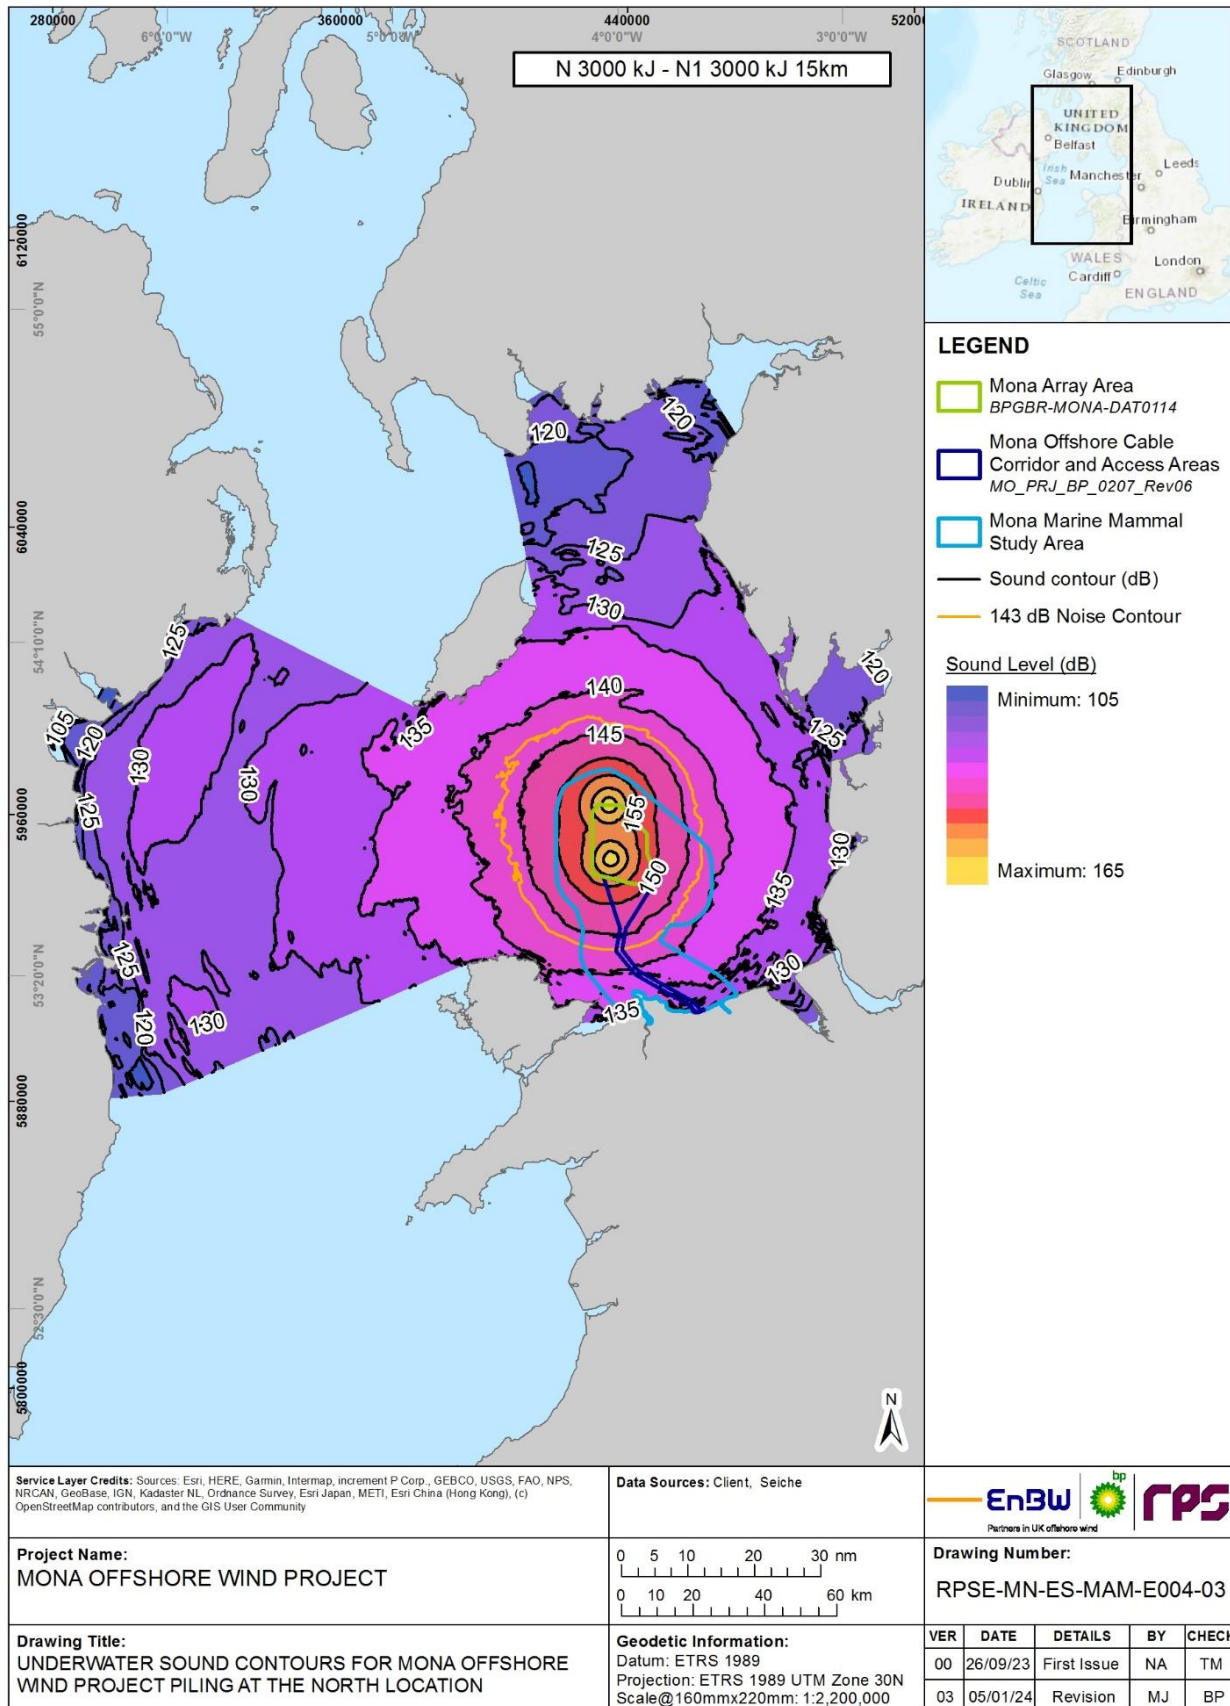 280000
360000
440000
5200
6°0'0"W
5°0'0"W
4°0'0"W
3°0'0"W
N 3000 kJ - N1 3000 kJ 15km
6120000
55°0'0"N
6040000
54°10'0"N
5960000
53°20'0"N
5880000
52°30'0"N
5800000
120
120
125
130
125
120
140
135
125
105
120
145
130
130
125
155
130
150
135
125
130
130
120
135
N
SCOTLAND
Glasgow
Edinburgh
UNITED
KINGDOM
Belfast
Irish
Sea
Manchester
Leeds
Dublin
IRELAND
Birmingham
WALES
Cardiff
London
Celtic
Sea
ENGLAND
LEGEND
Mona Array Area
BPGBR-MONA-DAT0114
Mona Offshore Cable
Corridor and Access Areas
MO_PRJ_BP_0207_Rev06
Mona Marine Mammal
Study Area
Sound contour (dB)
143 dB Noise Contour
Sound Level (dB)
Minimum: 105
Maximum: 165
Service Layer Credits: Sources: Esri, HERE, Garmin, Intermap, increment P Corp., GEBCO, USGS, FAO, NPS,
NRCAN, GeoBase, IGN, Kadaster NL, Ordnance Survey, Esri Japan, METI, Esri China (Hong Kong), (c)
OpenStreetMap contributors, and the GIS User Community
Data Sources: Client, Seiche
EnBW
bp
rps
Partners in UK offshore wind
Project Name:
MONA OFFSHORE WIND PROJECT
0 5 10 20 30 nm
0 10 20 40 60 km
Drawing Number:
RPSE-MN-ES-MAM-E004-03
Drawing Title:
UNDERWATER SOUND CONTOURS FOR MONA OFFSHORE
WIND PROJECT PILING AT THE NORTH LOCATION
Geodetic Information:
Datum: ETRS 1989
Projection: ETRS 1989 UTM Zone 30N
Scale@160mmx220mm: 1:2,200,000
VER DATE DETAILS BY CHECK
00 26/09/23 First Issue NA TM
03 05/01/24 Revision MJ BP